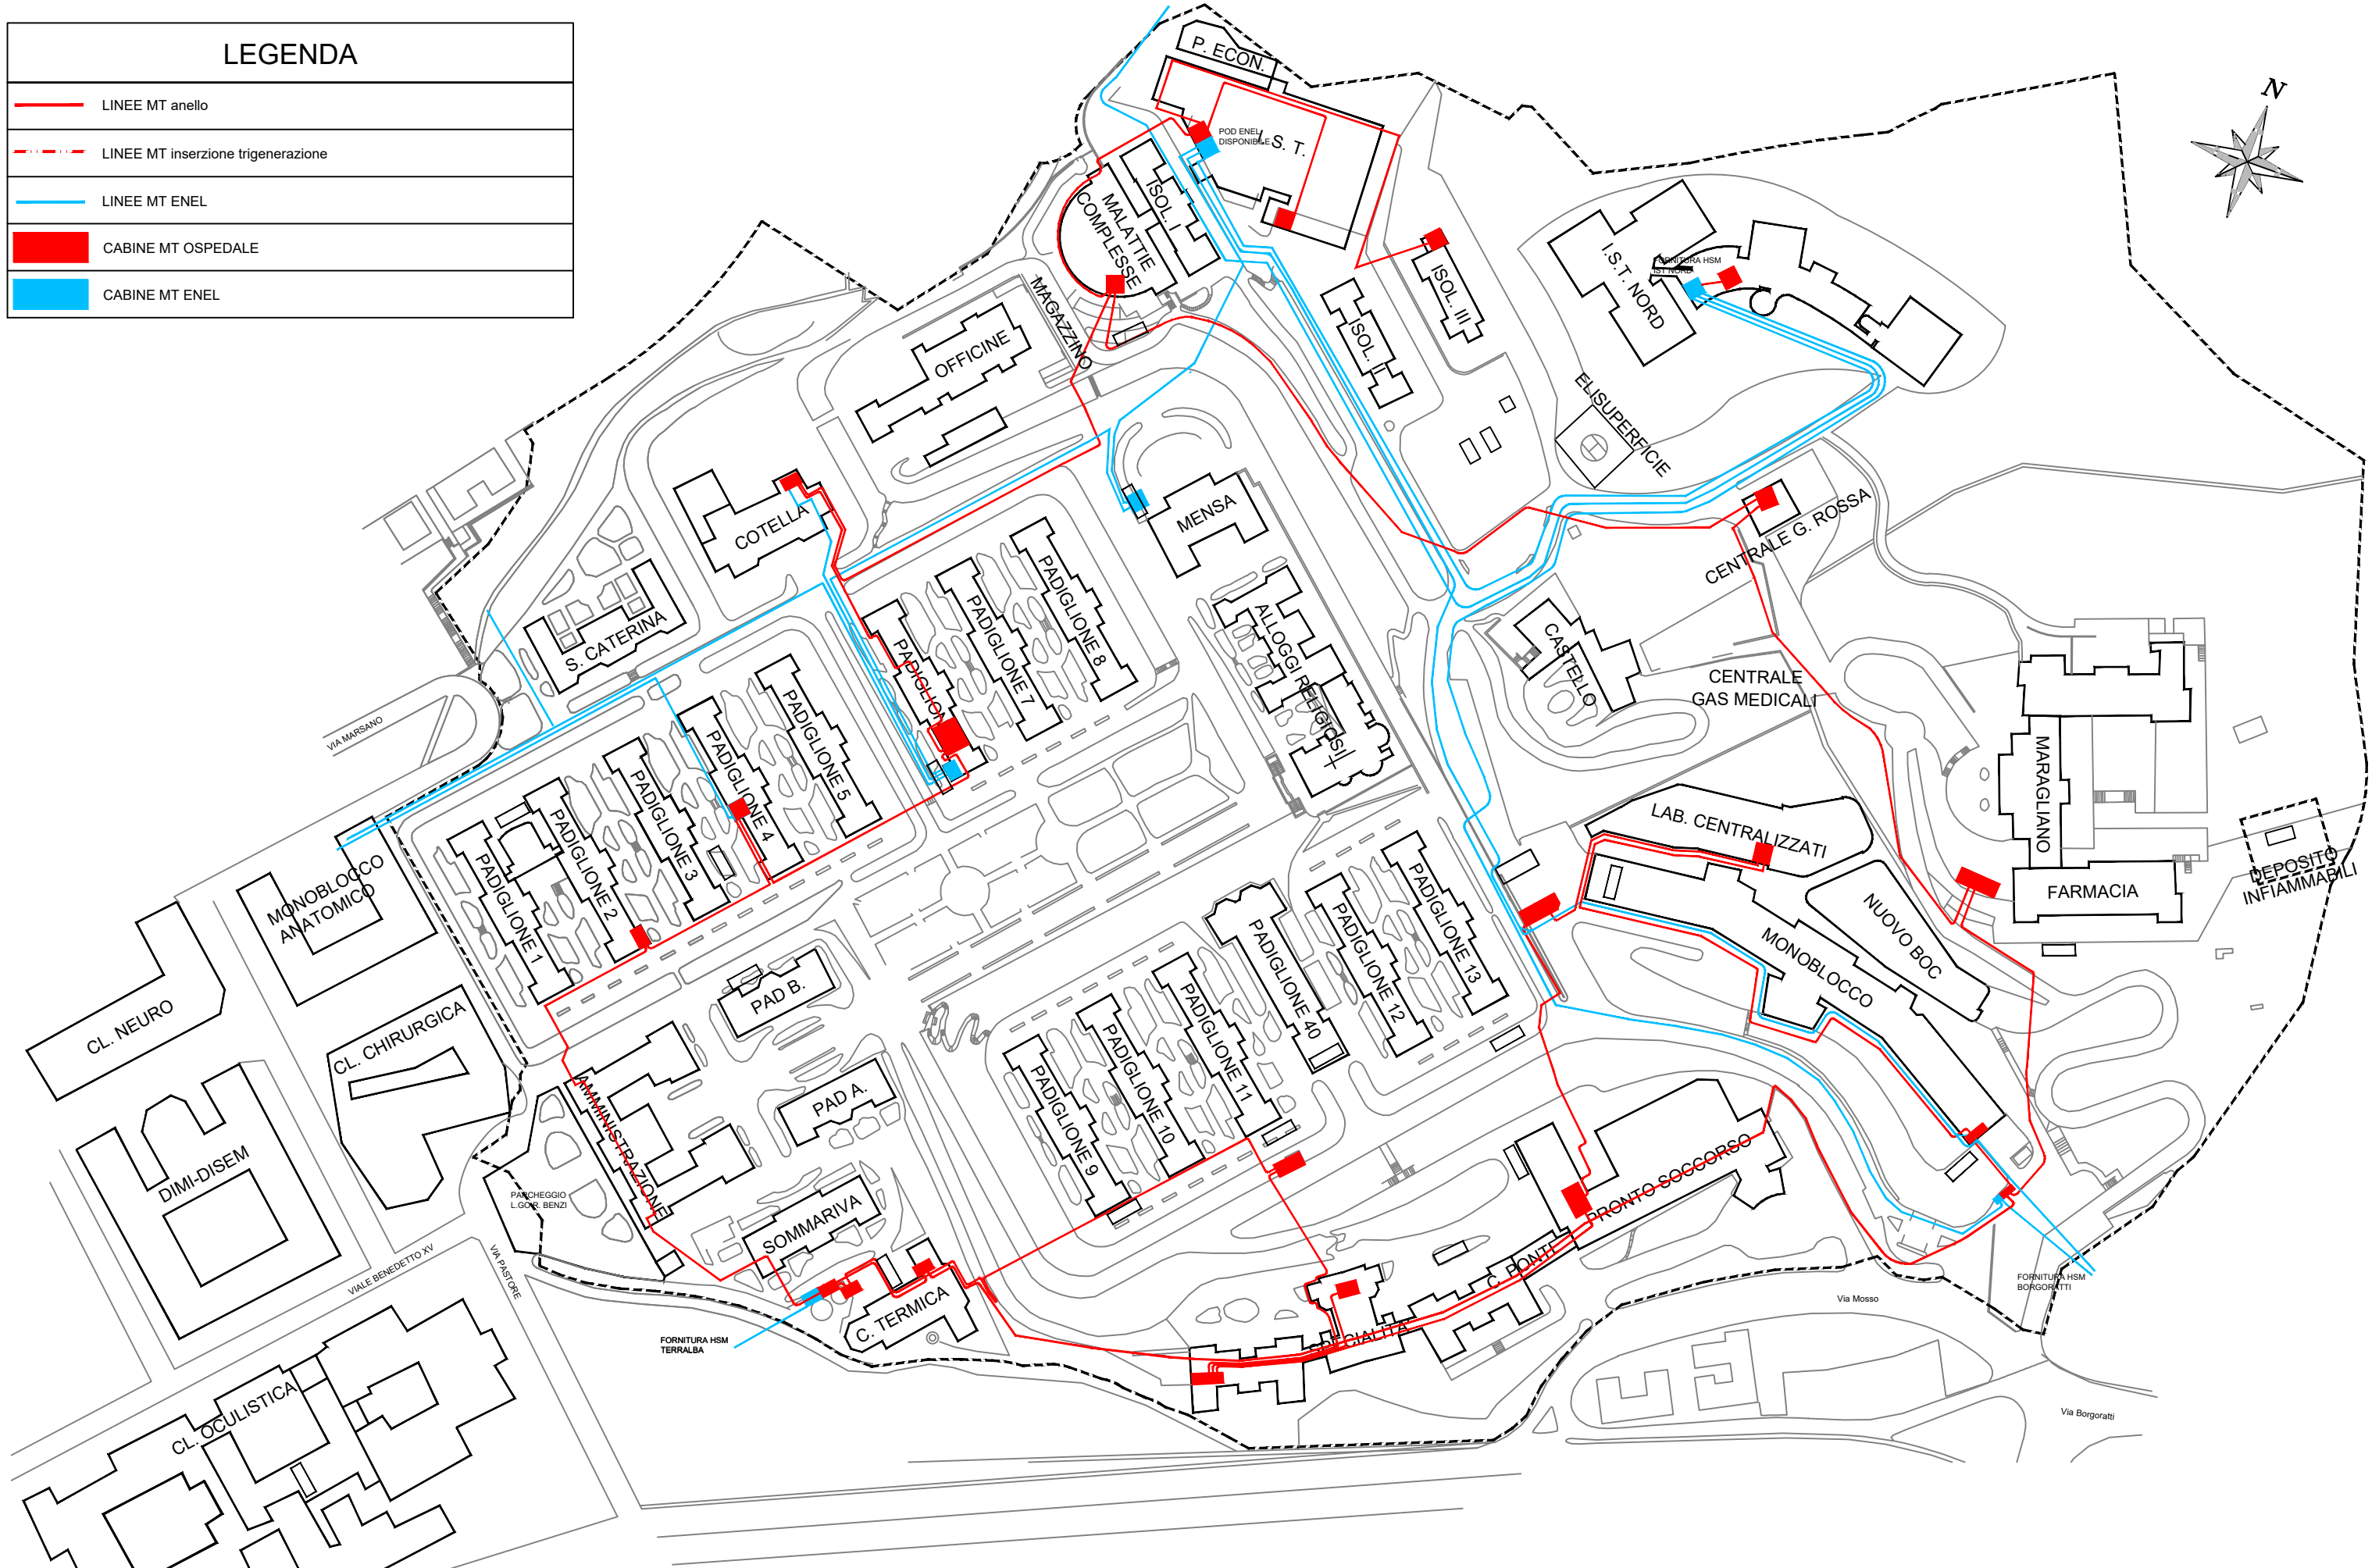 LEGENDA
LINEE MT anello
LINEE MT inserzione trigenerazione
LINEE MT ENEL
CABINE MT OSPEDALE
CABINE MT ENEL
N
P. ECON.
POD ENEL
DISPONIBILE
I. S. T.
ISOL. I
MALATTIE
COMPLESSE
MAGAZZINO
OFFICINE
ISOL. II
ISOL. III
I.S.T. NORD
FORNITURA HSM
IST NORD
ELISUPERFICIE
COTELLA
MENSA
CENTRALE G. ROSSA
S. CATERINA
PADIGLIONE 7
PADIGLIONE 8
ALLOGGI RELIGIOSI
CASTELLO
CENTRALE
GAS MEDICALI
VIA MARSANO
PADIGLIONE 1
PADIGLIONE 2
PADIGLIONE 3
PADIGLIONE 4
PADIGLIONE 5
MARAGLIANO
LAB. CENTRALIZZATI
NUOVO BOC
MONOBLOCCO
FARMACIA
DEPOSITO
INFIAMMABILI
MONOBLOCCO
ANATOMICO
CL. NEURO
CL. CHIRURGICA
DIMI-DISEM
PAD B.
PAD A.
AMMINISTRAZIONE
PADIGLIONE 9
PADIGLIONE 10
PADIGLIONE 11
PADIGLIONE 40
PADIGLIONE 12
PADIGLIONE 13
PARCHEGGIO
L.GO R. BENZI
SOMMARIVA
C. TERMICA
PRONTO SOCCORSO
C. PONTE
SPECIALITA'
VIALE BENEDETTO XV
VIA PASTORE
FORNITURA HSM
TERRALBA
FORNITURA HSM
BORGORATTI
Via Mosso
Via Borgoratti
CL. OCULISTICA